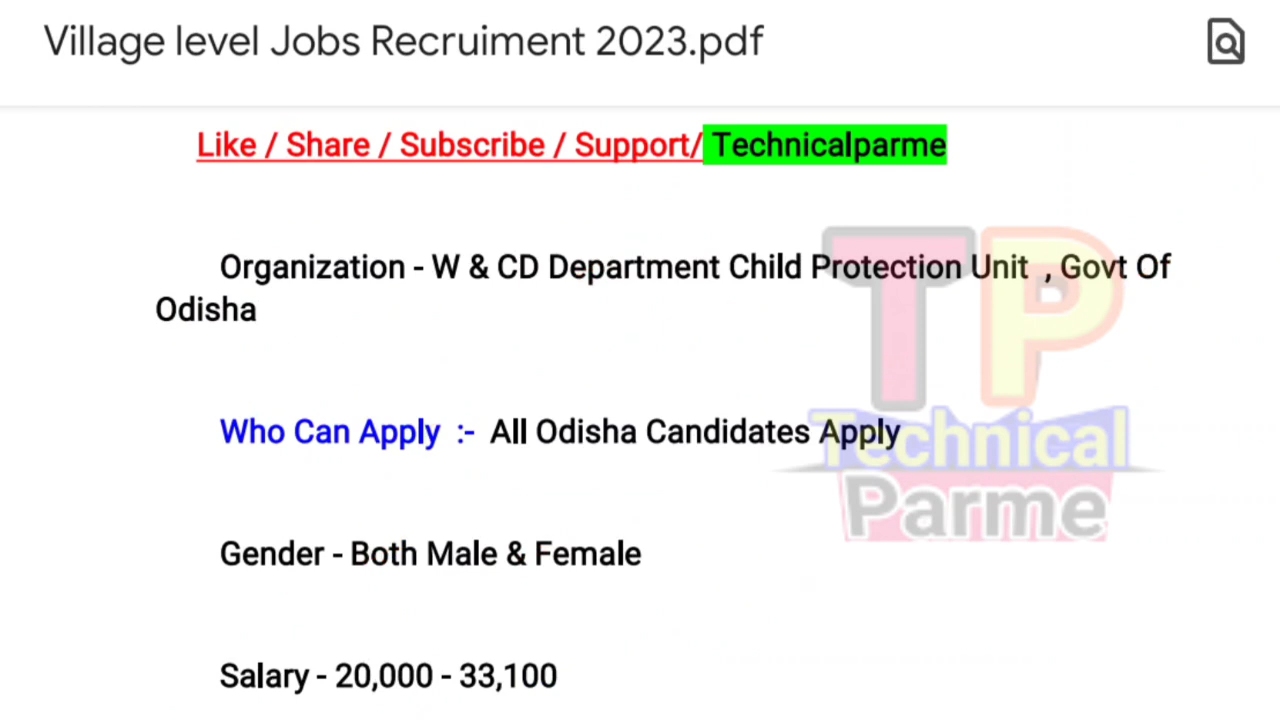 Village level Jobs Recruiment 2023.pdf
Like / Share / Subscribe / Support/ Technicalparme
Organization - W & CD Department Child Protection Unit , Govt Of
Odisha
Who Can Apply :- All Odisha Candidates Apply
Gender - Both Male & Female
Salary - 20,000 - 33,100
TP
Technical
Parme